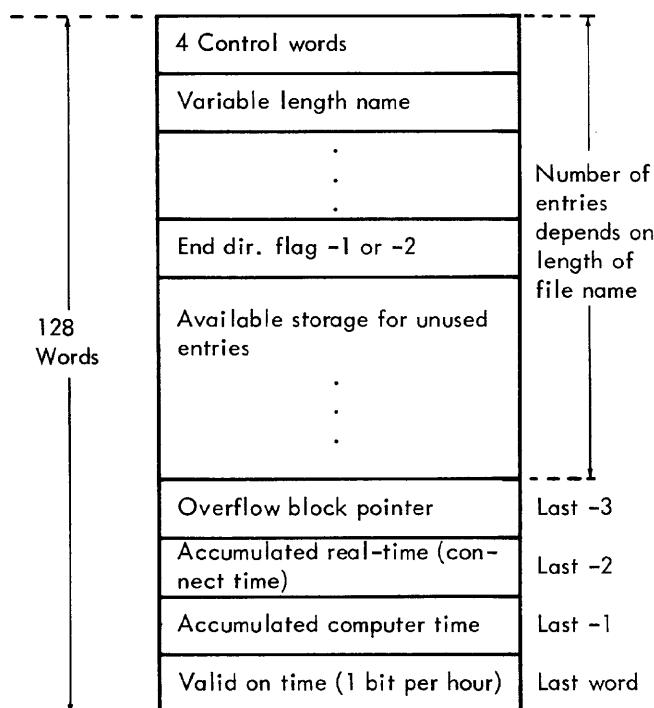 4 Control words
Variable length name
.
.
.
End dir. flag -1 or -2
Available storage for unused
entries
.
.
.
Overflow block pointer
Accumulated real-time (con-
nect time)
Accumulated computer time
Valid on time (1 bit per hour)
128
Words
Number of
entries
depends on
length of
file name
Last -3
Last -2
Last -1
Last word